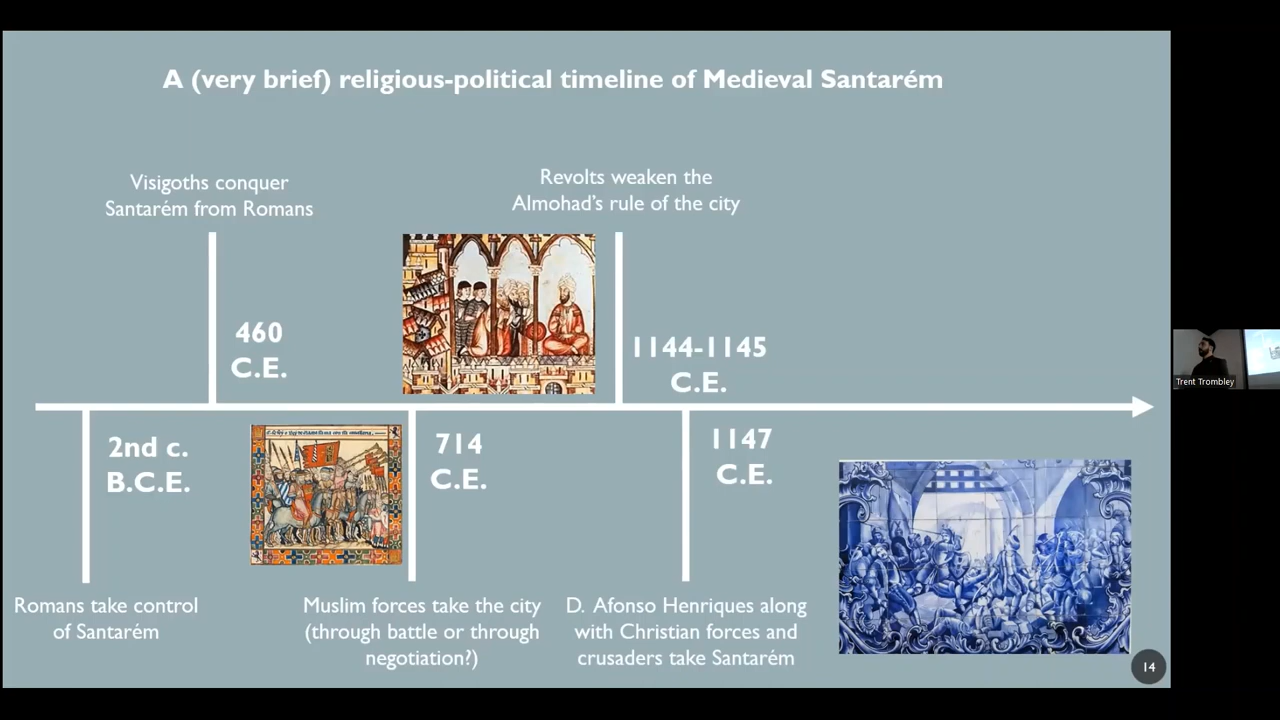 A (very brief) religious-political timeline of Medieval Santarém
Visigoths conquer
Santarém from Romans
Revolts weaken the
Almohad's rule of the city
460
C.E.
1144-1145
C.E.
2nd c.
B.C.E.
714
C.E.
1147
C.E.
Romans take control
of Santarém
Muslim forces take the city
(through battle or through
negotiation?)
D. Afonso Henriques along
with Christian forces and
crusaders take Santarém
14
Trent Trombley